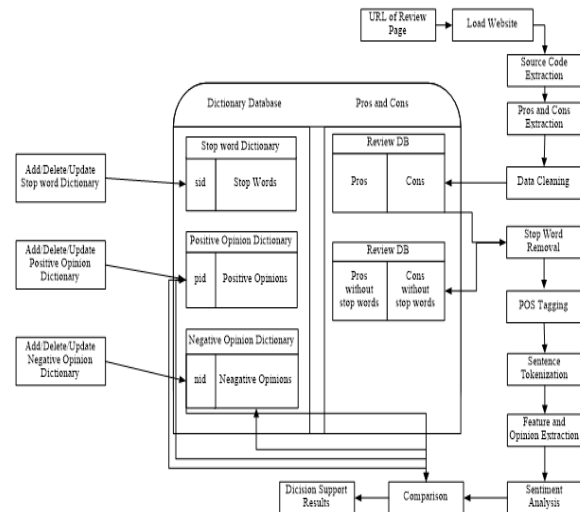 URL of Review
Page
Load Website
Source Code
Extraction
Pros and Cons
Extraction
Data Cleaning
Stop Word
Removal
POS Tagging
Sentence
Tokenization
Feature and
Opinion Extraction
Sentiment
Analysis
Comparison
Dicision Support
Results
Dictionary Database
Pros and Cons
Stop word Dictionary
sid
Stop Words
Review DB
Pros
Cons
Positive Opinion Dictionary
pid
Positive Opinions
Review DB
Pros
without
stop words
Cons
without
stop words
Negative Opinion Dictionary
nid
Neagative Opinions
Add/Delete/Update
Stop word Dictionary
Add/Delete/Update
Positive Opinion
Dictionary
Add/Delete/Update
Negative Opinion
Dictionary